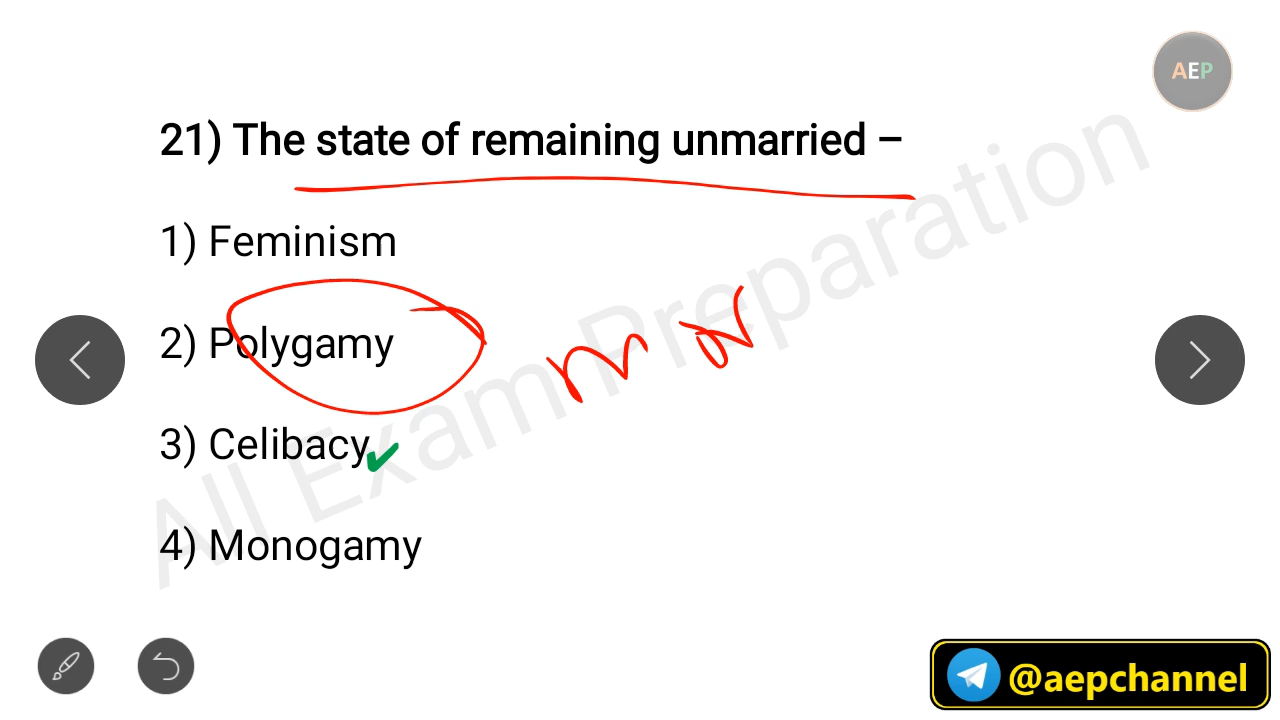 AEP
21) The state of remaining unmarried –
1) Feminism
2) Polygamy
3) Celibacy
4) Monogamy
All Exam Preparation
@aepchannel